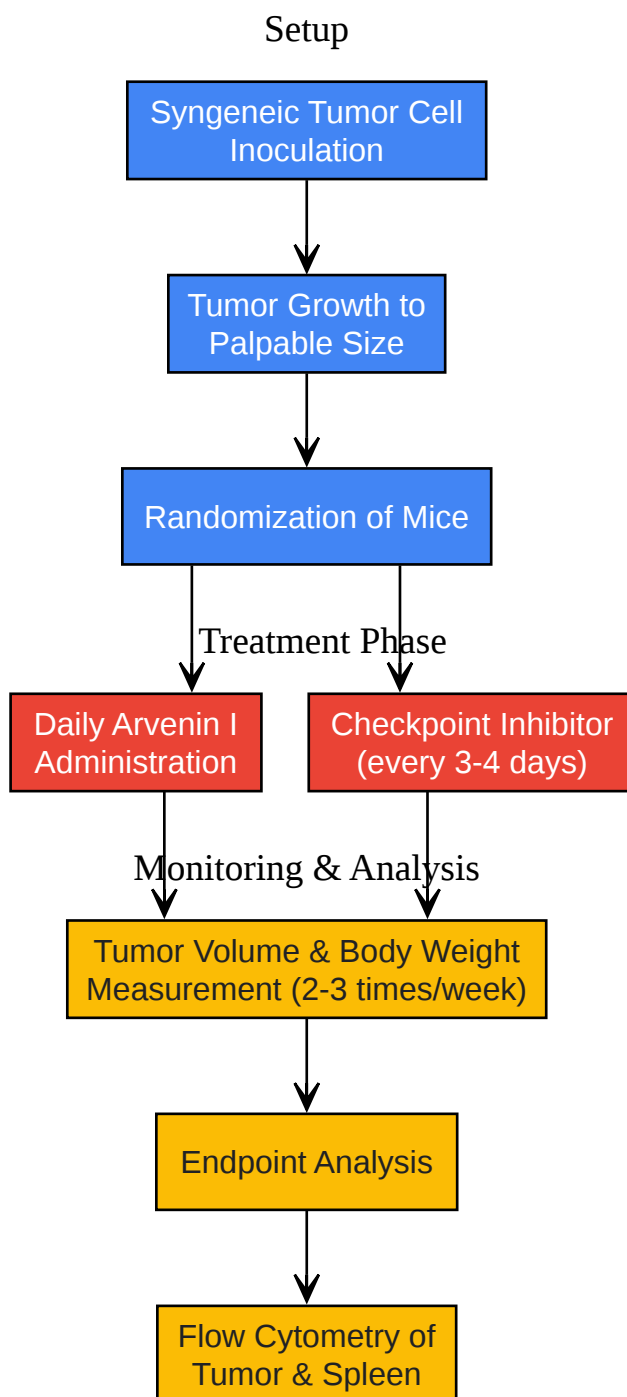 Setup
Syngeneic Tumor Cell
Inoculation
Tumor Growth to
Palpable Size
Randomization of Mice
Treatment Phase
Daily Arvenin I
Administration
Checkpoint Inhibitor
(every 3-4 days)
Monitoring & Analysis
Tumor Volume & Body Weight
Measurement (2-3 times/week)
Endpoint Analysis
Flow Cytometry of
Tumor & Spleen